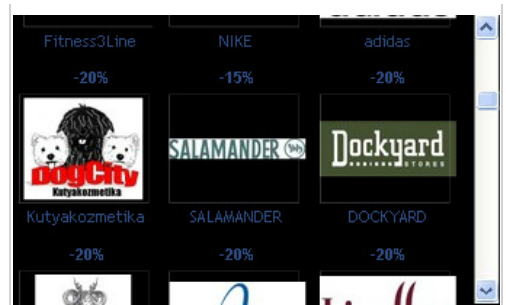 Fitness3Line NIKE adidas
-20% -15% -20%
DogCity
Kutyakozmetika
SALAMANDER
Dockyard
STORES
Kutyakozmetika SALAMANDER DOCKYARD
-20% -20% -20%